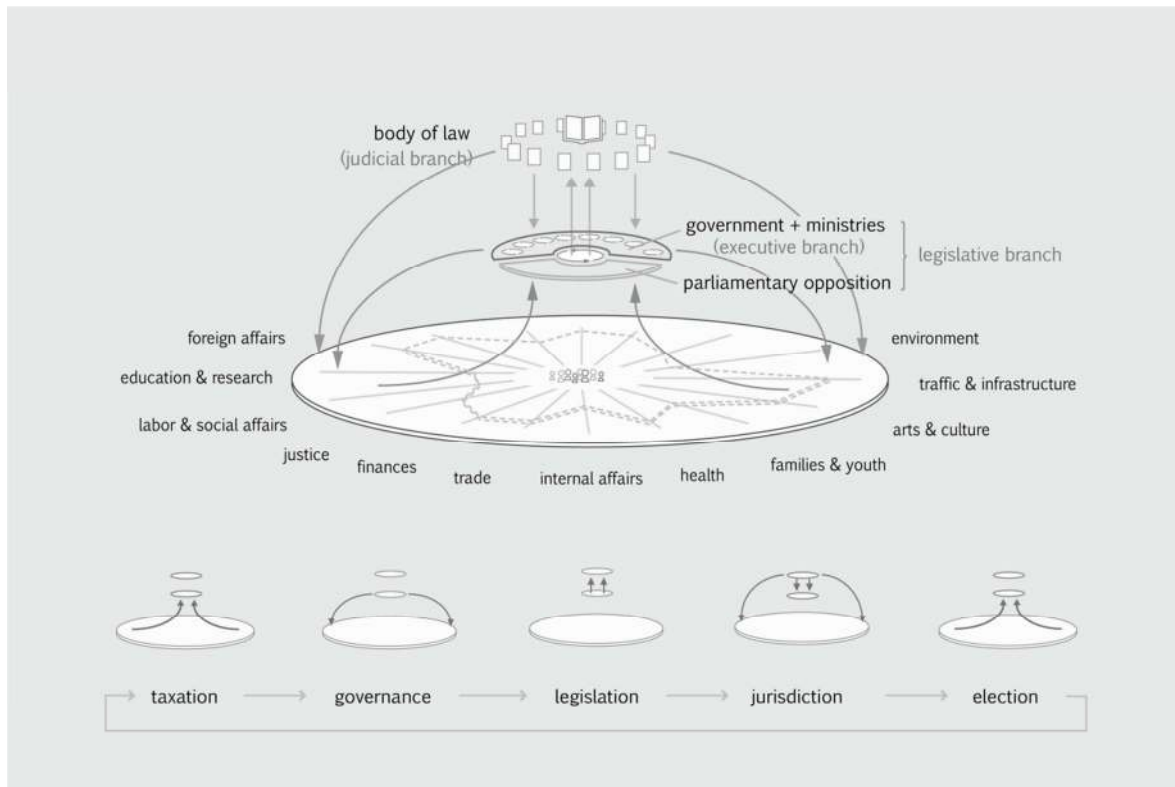 body of law
(judicial branch)
government + ministries
(executive branch)
legislative branch
parliamentary opposition
foreign affairs
environment
education & research
traffic & infrastructure
labor & social affairs
arts & culture
justice
finances
trade
internal affairs
health
families & youth
taxation
governance
legislation
jurisdiction
election